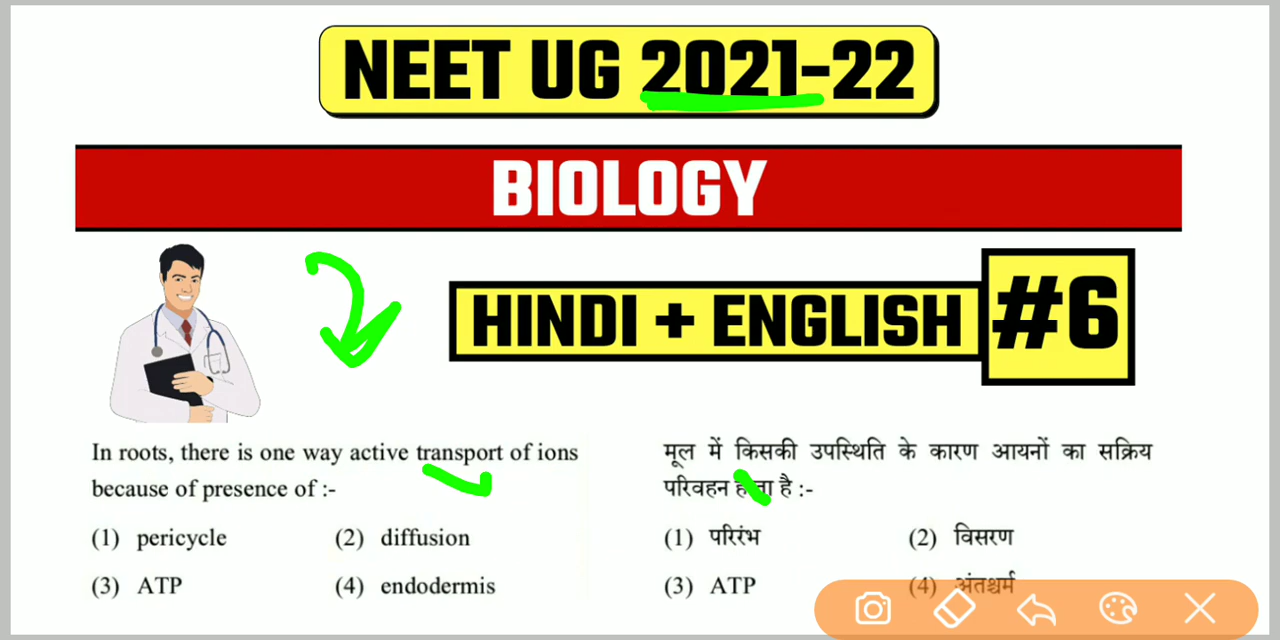 NEET UG 2021-22
BIOLOGY
HINDI + ENGLISH #6
In roots, there is one way active transport of ions
because of presence of :-
(1) pericycle (2) diffusion
(3) ATP (4) endodermis
मूल में किसकी उपस्थिति के कारण आयनों का सक्रिय
परिवहन होता है :-
(1) परिरंभ (2) विसरण
(3) ATP (4) अंतश्चर्म